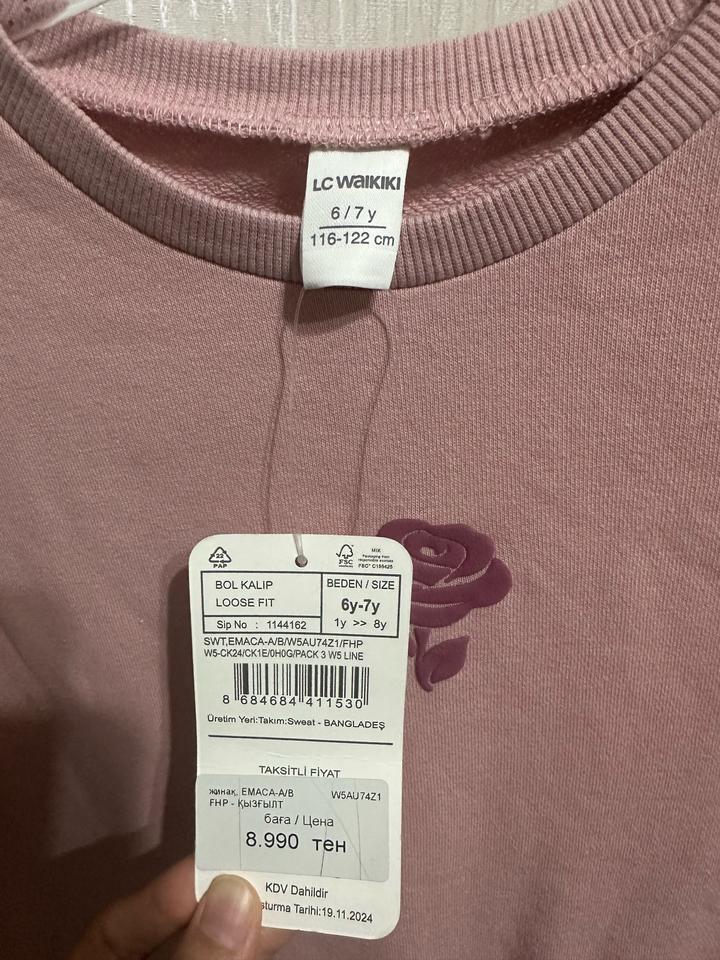 LC WAIKIKI
6 / 7 y
116-122 cm
22
PAP
FSC
MIX
FSC® C155425
BOL KALIP
LOOSE FIT
BEDEN / SIZE
6y-7y
1y >> 8y
Sip No : 1144162
SWT,EMACA-A/B/W5AU74Z1/FHP
W5-CK24/CK1E/0H0G/PACK 3 W5 LINE
8 684684 411530
Üretim Yeri:Takım:Sweat - BANGLADEŞ
TAKSİTLİ FİYAT
жинақ. EMACA-A/B W5AU74Z1
FHP - ҚЫЗҒЫЛТ
баға / Цена
8.990 тен
KDV Dahildir
Tarihi:19.11.2024